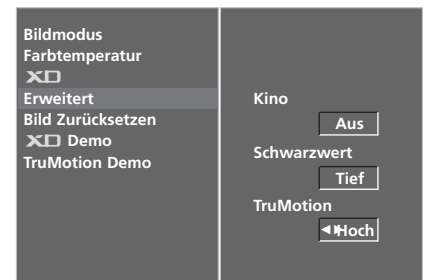 Bildmodus
Farbtemperatur
XD
Erweitert
Bild Zurücksetzen
XD Demo
TruMotion Demo
Kino
Aus
Schwarzwert
Tief
TruMotion
◀▶Hoch